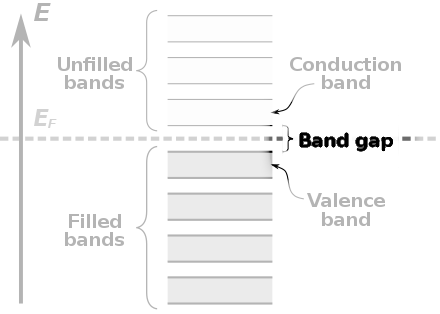 E
Unfilled
bands
Conduction
band
E_F
Band gap
Valence
band
Filled
bands